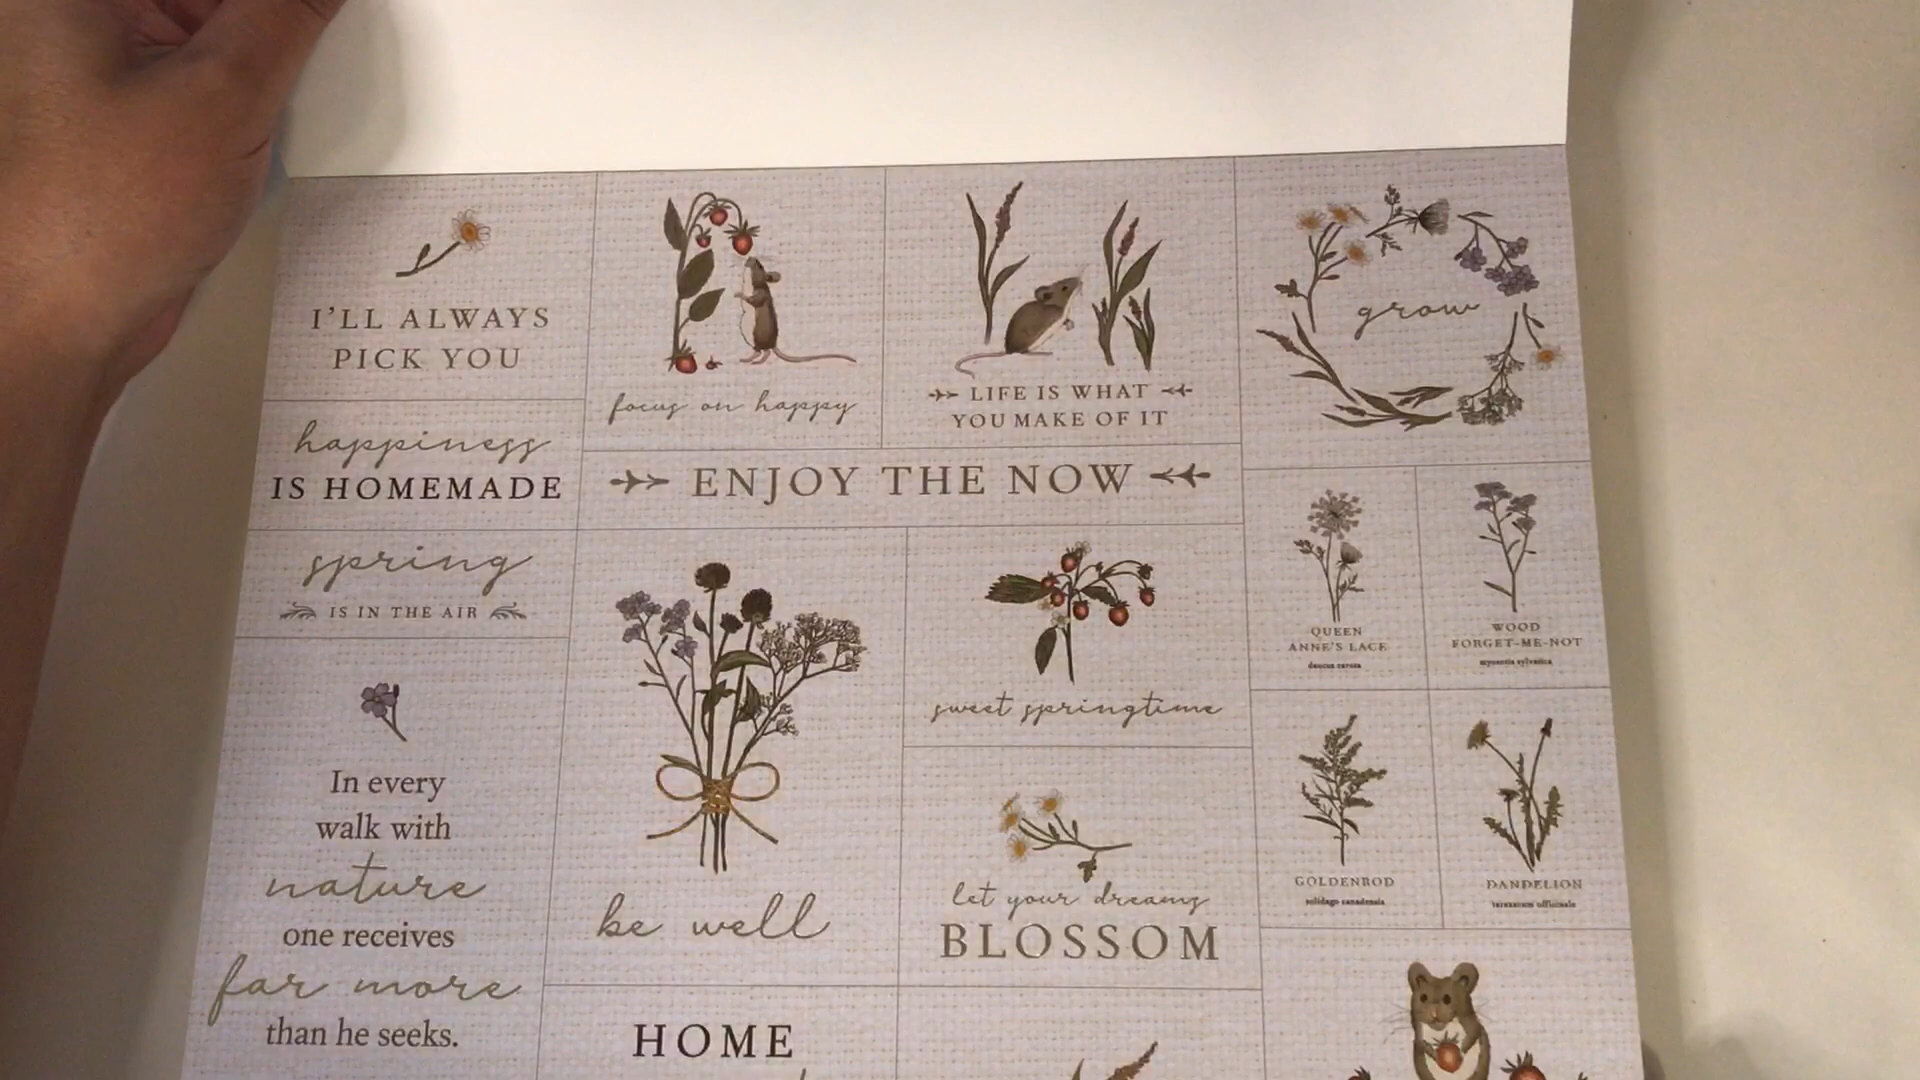 I'LL ALWAYS
PICK YOU
focus on happy
LIFE IS WHAT
YOU MAKE OF IT
grow
happiness
IS HOMEMADE
ENJOY THE NOW
spring
IS IN THE AIR
In every
walk with
nature
one receives
far more
than he seeks.
be well
sweet springtime
let your dreams
BLOSSOM
QUEEN
ANNE'S LACE
daucus carota
WOOD
FORGET-ME-NOT
myosotis sylvatica
GOLDENROD
solidago canadensis
DANDELION
taraxacum officinale
HOME